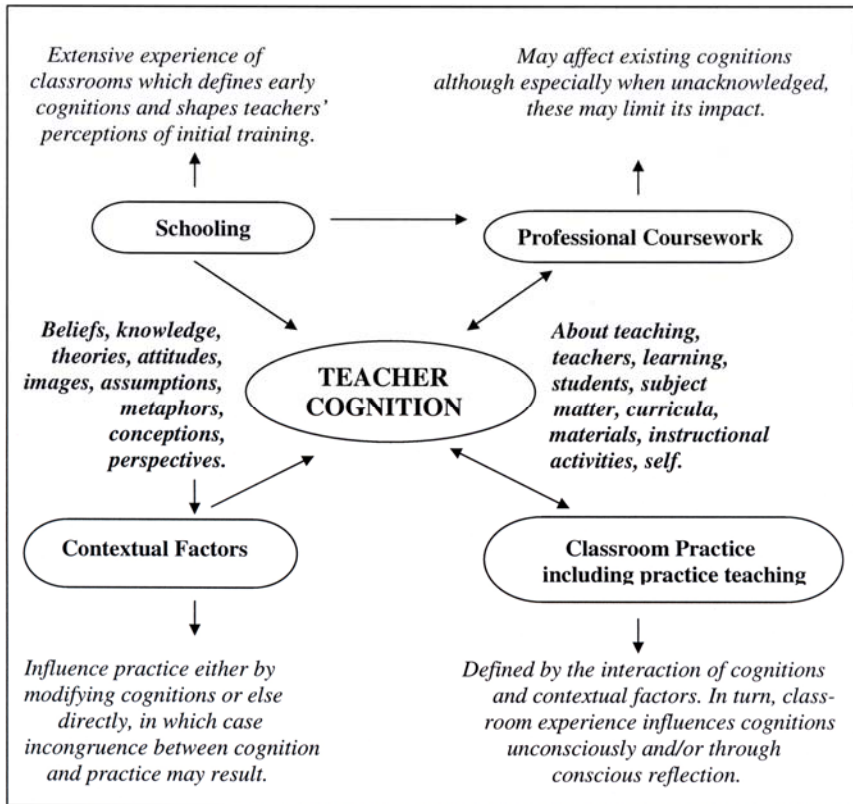 Extensive experience of
classrooms which defines early
cognitions and shapes teachers’
perceptions of initial training.
May affect existing cognitions
although especially when unacknowledged,
these may limit its impact.
Schooling
Professional Coursework
Beliefs, knowledge,
theories, attitudes,
images, assumptions,
metaphors,
conceptions,
perspectives.
TEACHER
COGNITION
About teaching,
teachers, learning,
students, subject
matter, curricula,
materials, instructional
activities, self.
Contextual Factors
Classroom Practice
including practice teaching
Influence practice either by
modifying cognitions or else
directly, in which case
incongruence between cognition
and practice may result.
Defined by the interaction of cognitions
and contextual factors. In turn, class-
room experience influences cognitions
unconsciously and/or through
conscious reflection.